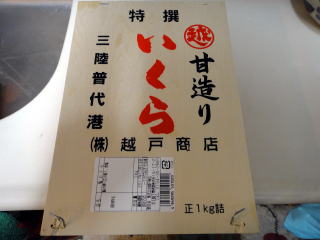 特撰
越
甘造り
いくら
三陸普代港
(株)越戸商店
正1kg詰